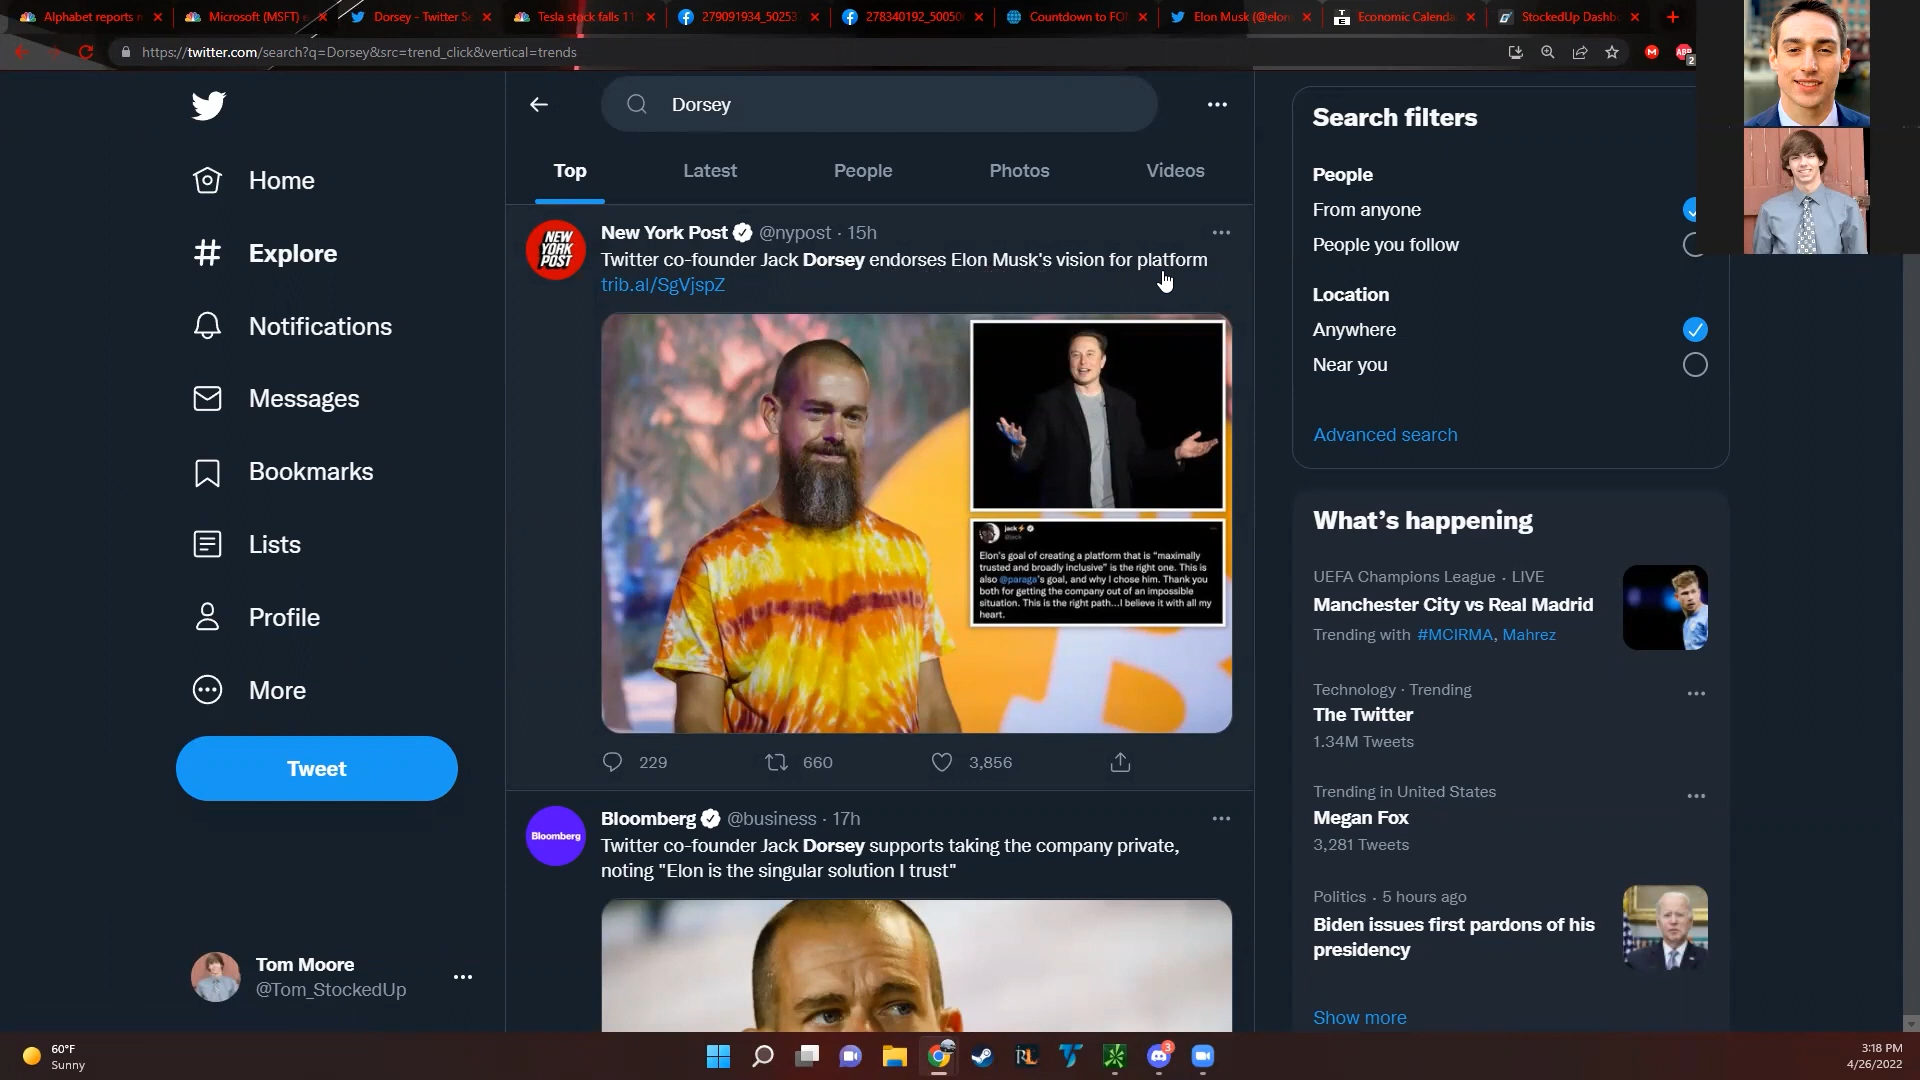 Alphabet reports
Microsoft (MSFT)
Dorsey - Twitter Se
Tesla stock falls 11
279091934_50253
278340192_50050
Countdown to FO
Elon Musk (@elon
Economic Calenda
StockedUp Dashb
https://twitter.com/search?q=Dorsey&src=trend_click&vertical=trends
ABP
2
Dorsey
Top
Latest
People
Photos
Videos
Home
Explore
Notifications
Messages
Bookmarks
Lists
Profile
More
Tweet
Tom Moore
@Tom_StockedUp
NEW
YORK
POST
New York Post @nypost · 15h
Twitter co-founder Jack Dorsey endorses Elon Musk's vision for platform
trib.al/SgVjspZ
jack
@jack
Elon's goal of creating a platform that is "maximally
trusted and broadly inclusive" is the right one. This is
also @paraga's goal, and why I chose him. Thank you
both for getting the company out of an impossible
situation. This is the right path...I believe it with all my
heart.
229
660
3,856
Bloomberg
Bloomberg @business · 17h
Twitter co-founder Jack Dorsey supports taking the company private,
noting "Elon is the singular solution I trust"
Search filters
People
From anyone
People you follow
Location
Anywhere
Near you
Advanced search
What's happening
UEFA Champions League · LIVE
Manchester City vs Real Madrid
Trending with #MCIRMA, Mahrez
Technology · Trending
The Twitter
1.34M Tweets
Trending in United States
Megan Fox
3,281 Tweets
Politics · 5 hours ago
Biden issues first pardons of his
presidency
Show more
60°F
Sunny
RL
3
3:18 PM
4/26/2022